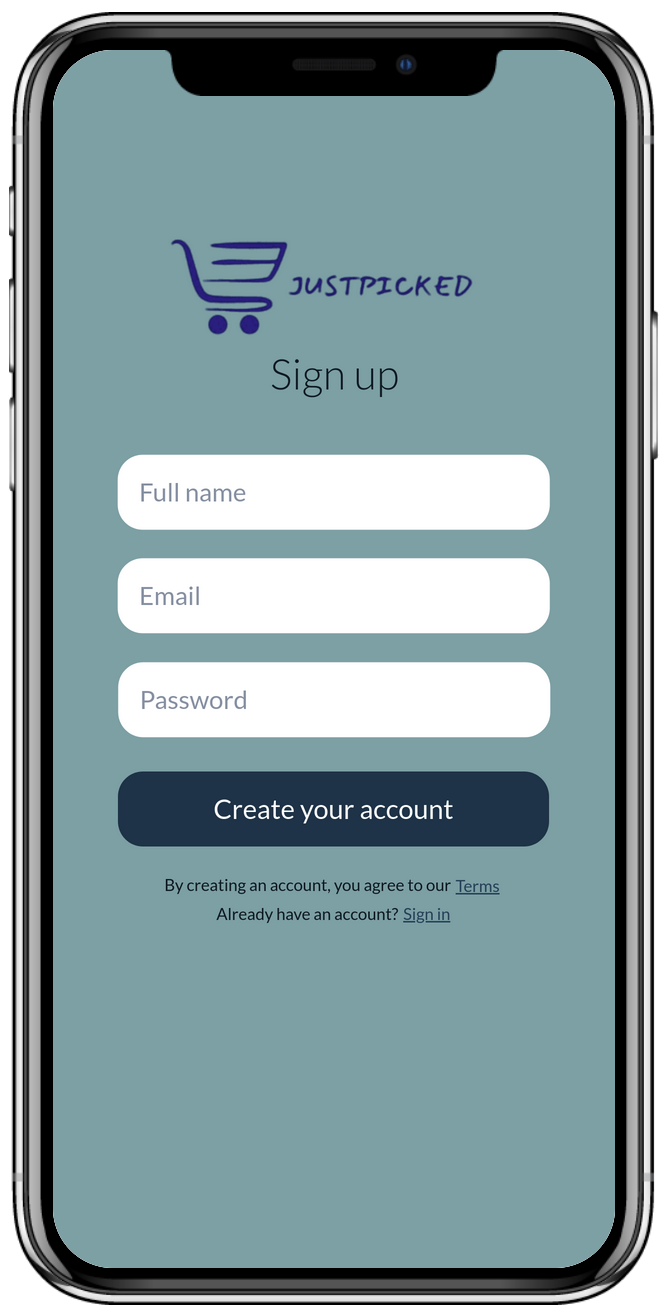 JUSTPICKED
Sign up
Full name
Email
Password
Create your account
By creating an account, you agree to our Terms
Already have an account? Sign in